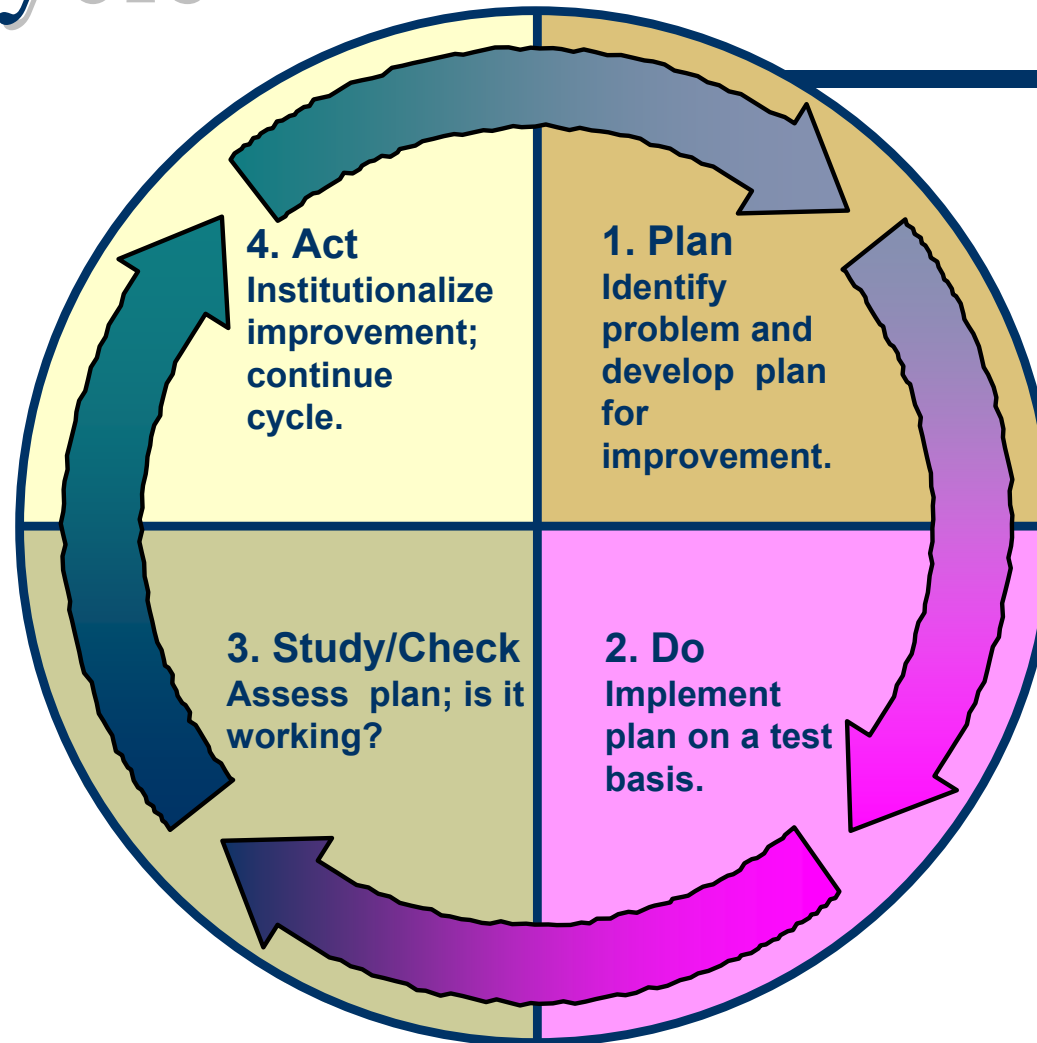 1. Plan
Identify
problem and
develop plan
for
improvement.
2. Do
Implement
plan on a test
basis.
3. Study/Check
Assess plan; is it
working?
4. Act
Institutionalize
improvement;
continue
cycle.